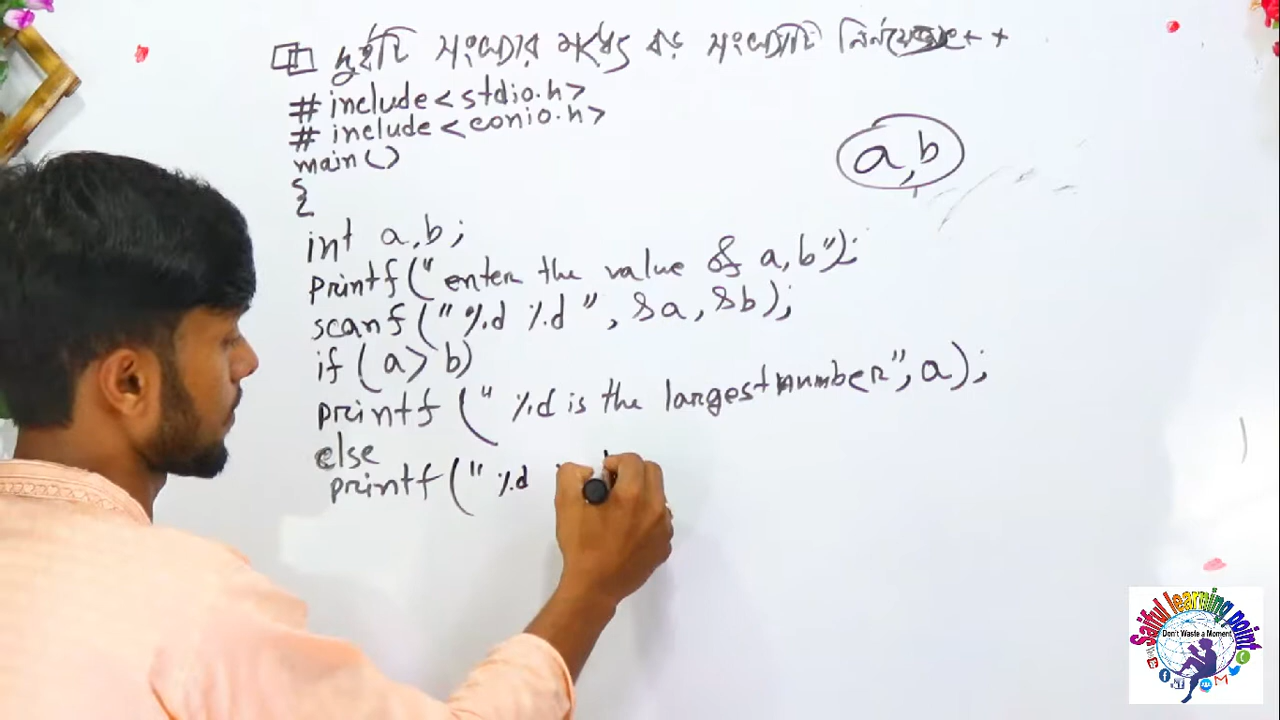 দুইটি সংখ্যার মধ্যে বড় সংখ্যাটি
# include < stdio.h >
# include < conio.h >
main ()
{
a,b
int a,b;
printf(" enter the value of a,b");
scanf (" %d %d ", &a, &b);
if ( a > b)
printf (" %d is the largest number", a);
else
printf (" %d
Saiful learning point
Don't Waste a Moment